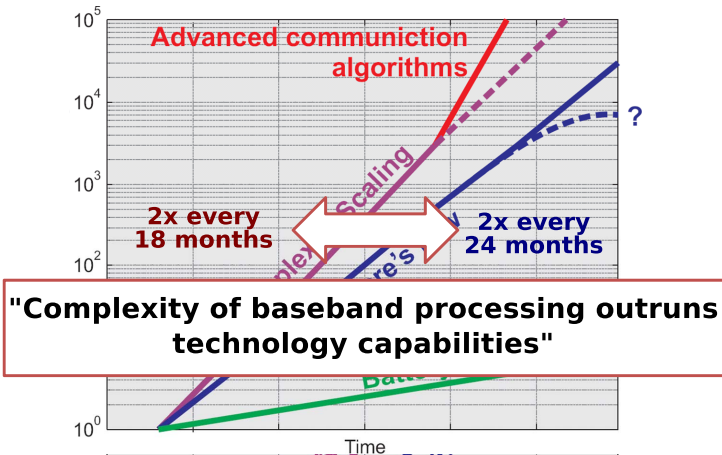 10^5
Advanced communiction
algorithms
10^4
?
10^3
Scaling
2x every
18 months
2x every
24 months
10^2
"Complexity of baseband processing outruns
technology capabilities"
10^0
Time